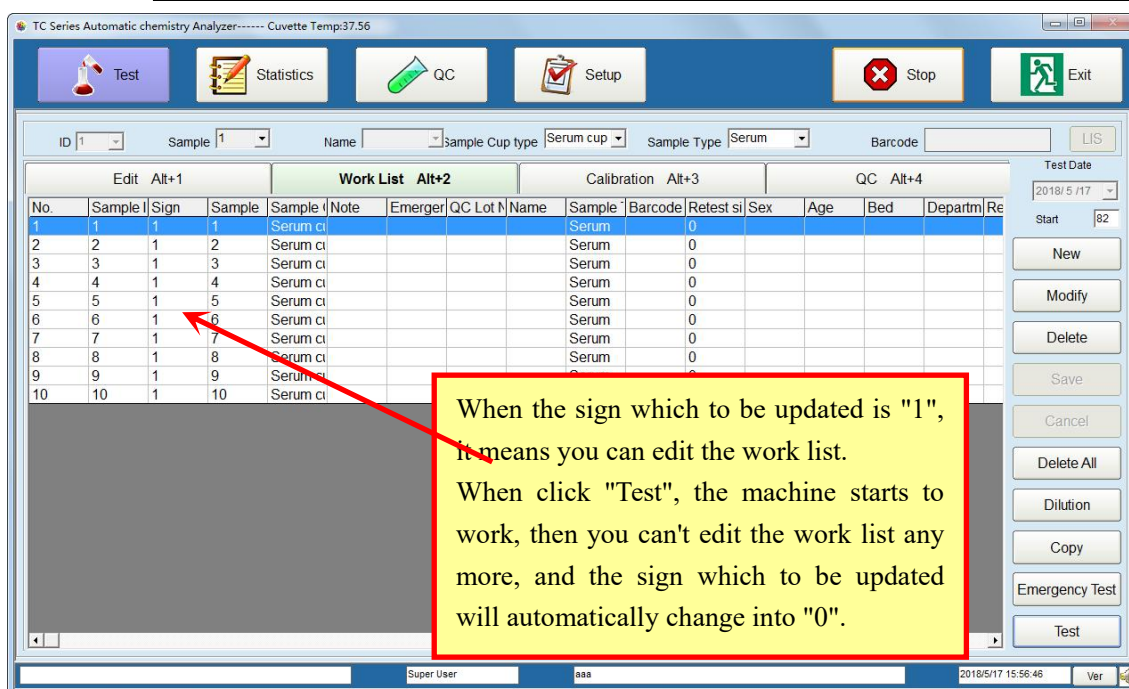 TC Series Automatic chemistry Analyzer------ Cuvette Temp:37.56
Test Statistics QC Setup Stop Exit
ID 1 Sample 1 Name Sample Cup type Serum cup Sample Type Serum Barcode LIS
Edit Alt+1 Work List Alt+2 Calibration Alt+3 QC Alt+4
Test Date
2018/ 5 /17
Start 82
No. Sample I Sign Sample Sample ( Note Emerger QC Lot N Name Sample Barcode Retest si Sex Age Bed Departm Re
1 1 1 1 Serum cu Serum 0
2 2 1 2 Serum cu Serum 0
3 3 1 3 Serum cu Serum 0
4 4 1 4 Serum cu Serum 0
5 5 1 5 Serum cu Serum 0
6 6 1 6 Serum cu Serum 0
7 7 1 7 Serum cu Serum 0
8 8 1 8 Serum cu Serum 0
9 9 1 9 Serum cu
10 10 1 10 Serum cu
New
Modify
Delete
Save
Cancel
Delete All
Dilution
Copy
Emergency Test
Test
When the sign which to be updated is "1",
it means you can edit the work list.
When click "Test", the machine starts to
work, then you can't edit the work list any
more, and the sign which to be updated
will automatically change into "0".
Super User aaa 2018/5/17 15:56:46 Ver